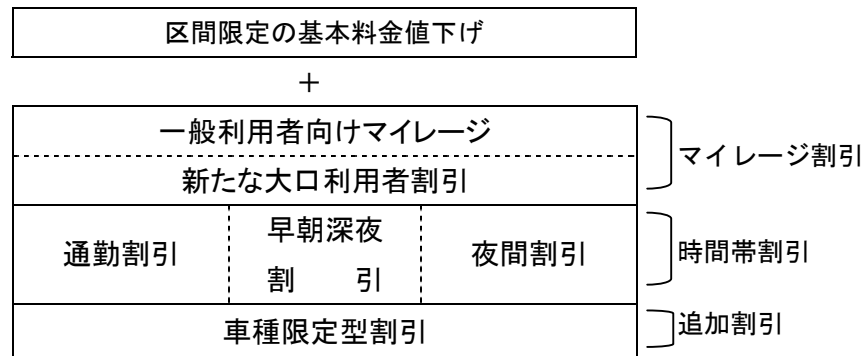 区間限定の基本料金値下げ
＋
一般利用者向けマイレージ
新たな大口利用者割引
マイレージ割引
通勤割引
早朝深夜
割　引
夜間割引
時間帯割引
車種限定型割引
追加割引